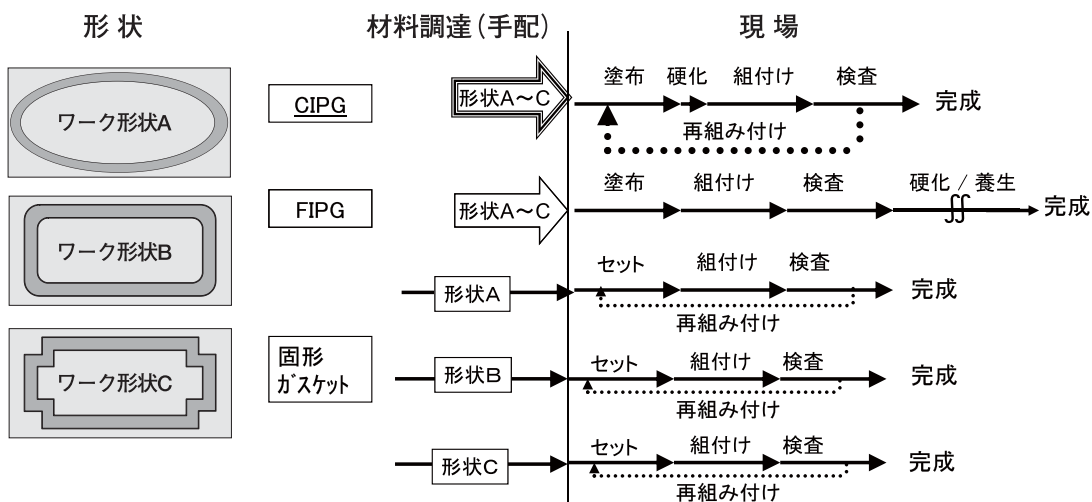 形 状
材料調達(手配)
現 場
ワーク形状A
CIPG
形状A～C
塗布 硬化 組付け 検査 完成
再組み付け
FIPG
形状A～C
塗布 組付け 検査 硬化 / 養生 完成
ワーク形状B
形状A
セット 組付け 検査 完成
再組み付け
ワーク形状C
固形
ガスケット
形状B
セット 組付け 検査 完成
再組み付け
形状C
セット 組付け 検査 完成
再組み付け